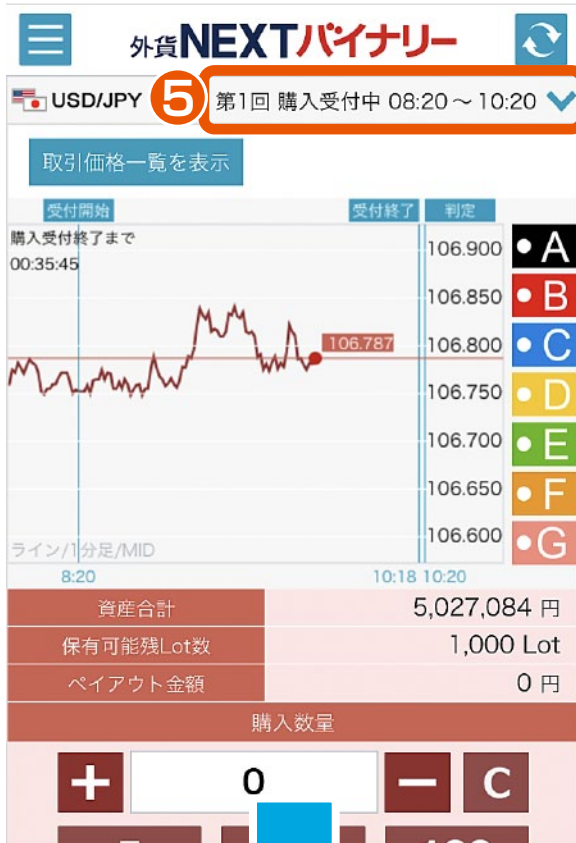 外貨NEXTバイナリー
USD/JPY 5 第1回 購入受付中 08:20 ~ 10:20
取引価格一覧を表示
受付開始 受付終了 判定
購入受付終了まで
00:35:45
106.900 A
106.850 B
106.787 106.800 C
106.750 D
106.700 E
106.650 F
106.600 G
ライン/1分足/MID
8:20 10:18 10:20
資産合計 5,027,084 円
保有可能残Lot数 1,000 Lot
ペイアウト金額 0 円
購入数量
+ 0 − C